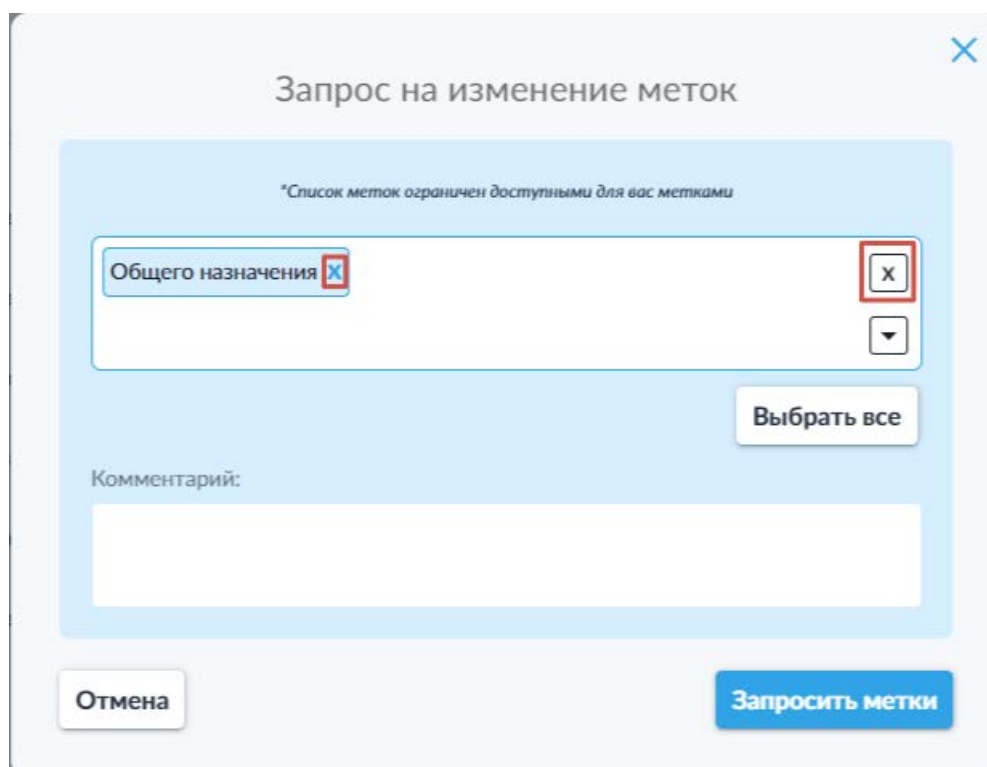 Запрос на изменение меток
*Список меток ограничен доступными для вас метками
Общего назначения X
x
Выбрать все
Комментарий:
Отмена
Запросить метки